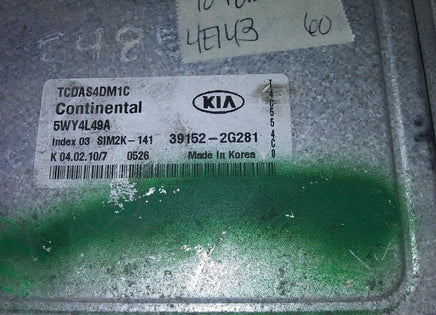 4E143 60
TCDAS4DM1C
Continental
KIA
5WY4L49A
Index 03 SIM2K-141 39152-2G281
K 04.02.10/7 0526 Made in Korea